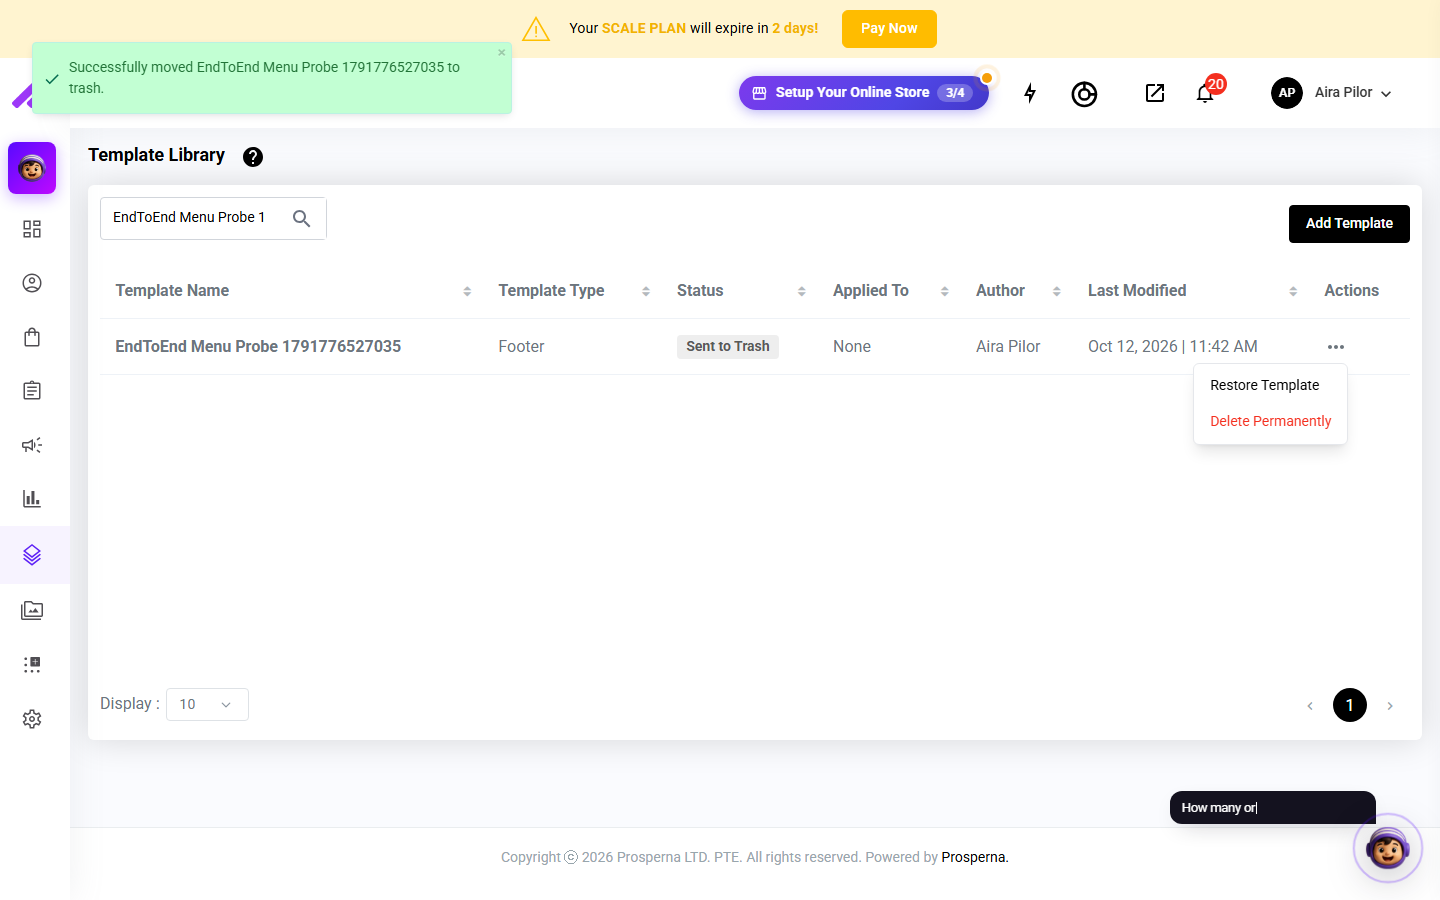 Your SCALE PLAN will expire in 2 days!
Pay Now
Successfully moved EndToEnd Menu Probe 1791776527035 to
trash.
Setup Your Online Store 3/4
20
AP
Aira Pilor
Template Library
EndToEnd Menu Probe 1
Add Template
Template Name Template Type Status Applied To Author Last Modified Actions
EndToEnd Menu Probe 1791776527035 Footer Sent to Trash None Aira Pilor Oct 12, 2026 | 11:42 AM
Restore Template
Delete Permanently
Display : 10
1
How many or
Copyright © 2026 Prosperna LTD. PTE. All rights reserved. Powered by Prosperna.